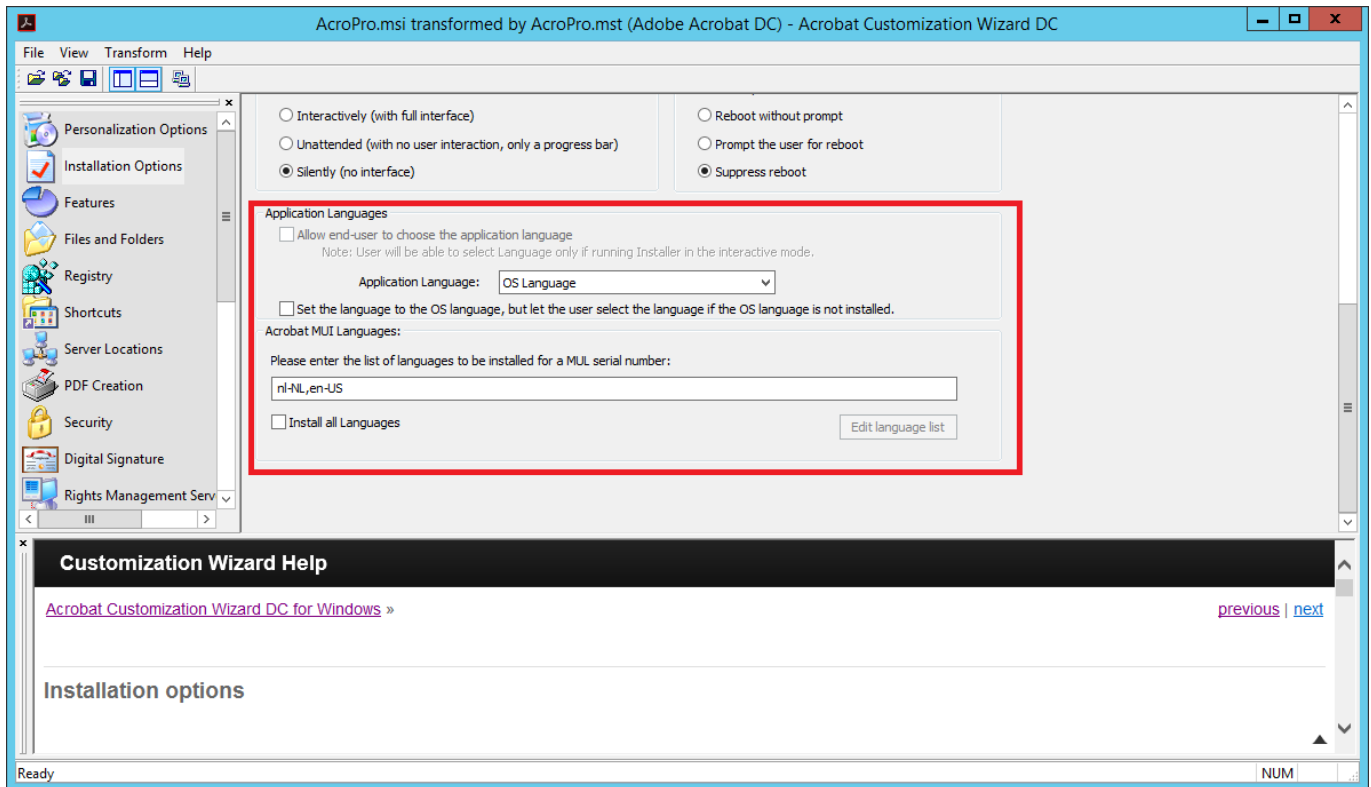 AcroPro.msi transformed by AcroPro.mst (Adobe Acrobat DC) - Acrobat Customization Wizard DC
File View Transform Help
Personalization Options
Installation Options
Features
Files and Folders
Registry
Shortcuts
Server Locations
PDF Creation
Security
Digital Signature
Rights Management Serv
Interactively (with full interface)
Unattended (with no user interaction, only a progress bar)
Silently (no interface)
Reboot without prompt
Prompt the user for reboot
Suppress reboot
Application Languages
Allow end-user to choose the application language
Note: User will be able to select Language only if running Installer in the interactive mode.
Application Language: OS Language
Set the language to the OS language, but let the user select the language if the OS language is not installed.
Acrobat MUI Languages:
Please enter the list of languages to be installed for a MUL serial number:
nl-NL,en-US
Install all Languages
Edit language list
Customization Wizard Help
Acrobat Customization Wizard DC for Windows »
previous | next
Installation options
Ready
NUM